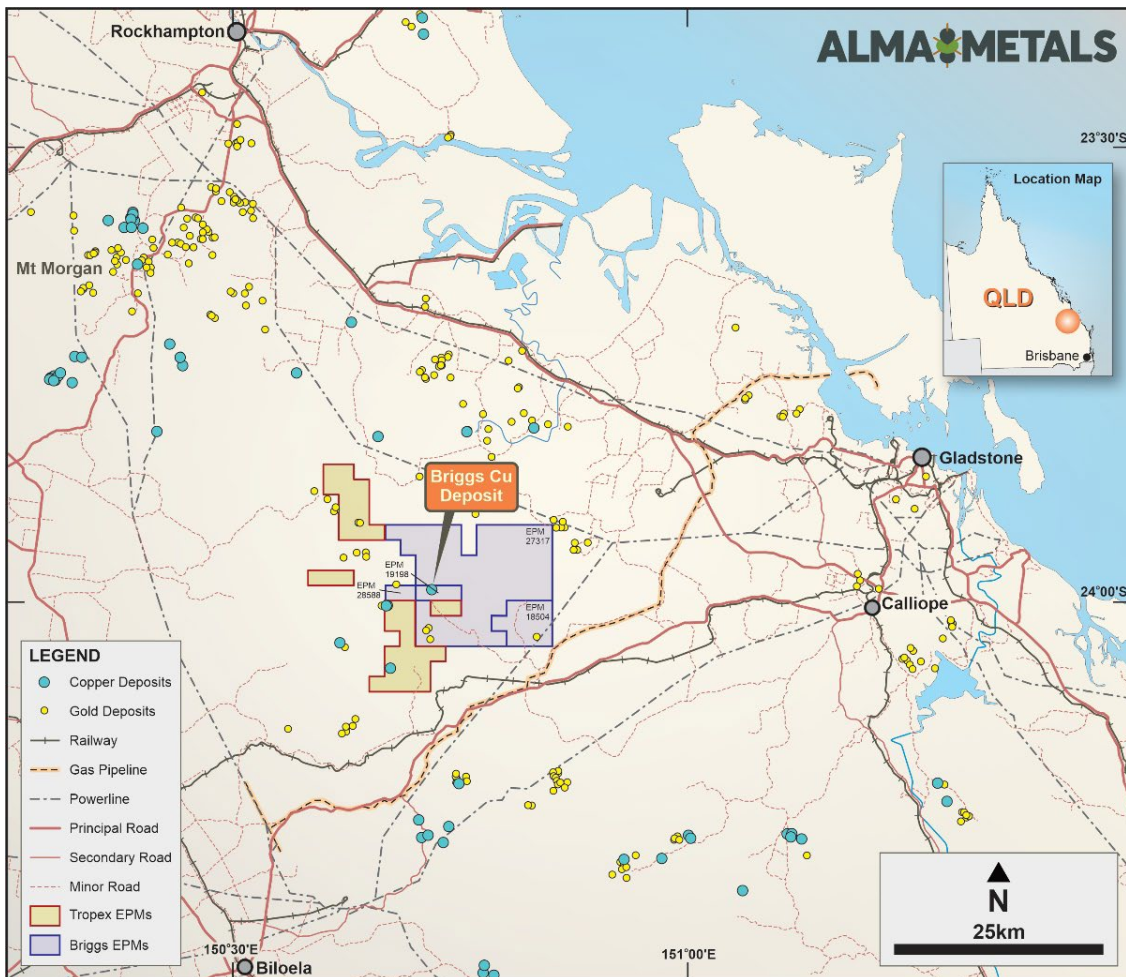 Rockhampton
ALMA METALS
23°30'S
Location Map
QLD
Brisbane
Mt Morgan
Gladstone
Briggs Cu
Deposit
EPM
27317
EPM
19198
EPM
28588
EPM
18504
24°00'S
Calliope
LEGEND
Copper Deposits
Gold Deposits
Railway
Gas Pipeline
Powerline
Principal Road
Secondary Road
Minor Road
Tropex EPMs
Briggs EPMs
N
25km
150°30'E
151°00'E
Biloela